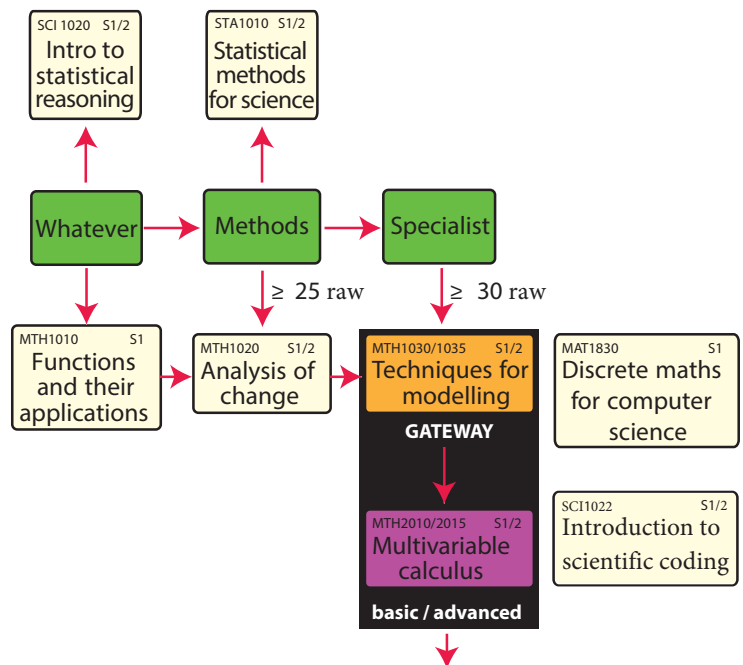 SCI 1020 S1/2
Intro to
statistical
reasoning
STA1010 S1/2
Statistical
methods
for science
Whatever
Methods
Specialist
≥ 25 raw
≥ 30 raw
MTH1010 S1
Functions
and their
applications
MTH1020 S1/2
Analysis of
change
MTH1030/1035 S1/2
Techniques for
modelling
GATEWAY
MAT1830 S1
Discrete maths
for computer
science
MTH2010/2015 S1/2
Multivariable
calculus
basic / advanced
SCI1022 S1/2
Introduction to
scientific coding